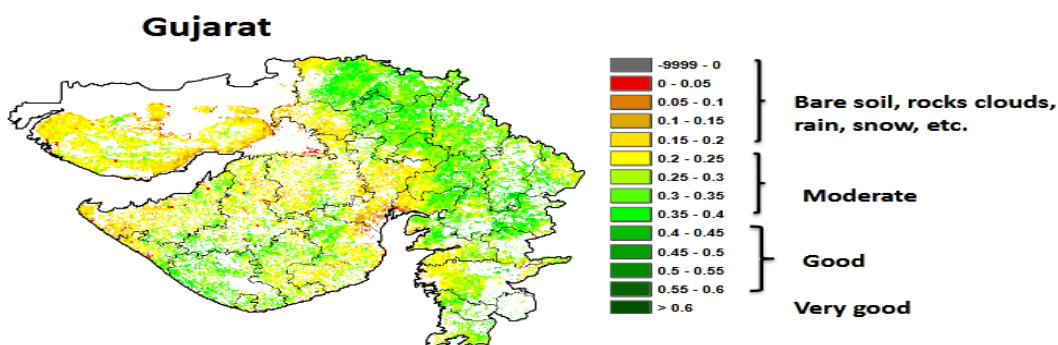 Gujarat
-9999 - 0
0 - 0.05
0.05 - 0.1
0.1 - 0.15
0.15 - 0.2
Bare soil, rocks clouds,
rain, snow, etc.
0.2 - 0.25
0.25 - 0.3
0.3 - 0.35
0.35 - 0.4
Moderate
0.4 - 0.45
0.45 - 0.5
0.5 - 0.55
0.55 - 0.6
Good
> 0.6
Very good